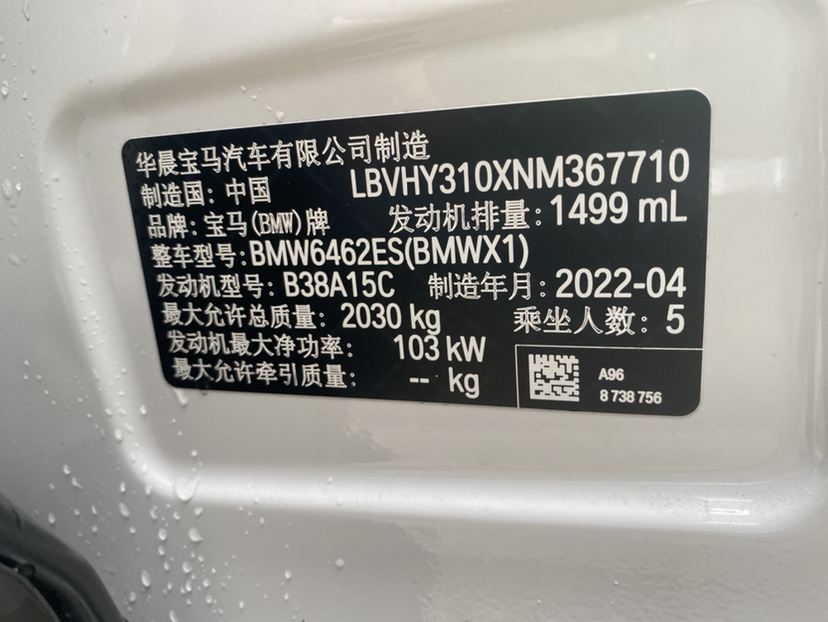 华晨宝马汽车有限公司制造
制造国: 中国 LBVHY310XNM367710
品牌: 宝马(BMW)牌 发动机排量: 1499 mL
整车型号: BMW6462ES(BMWX1)
发动机型号: B38A15C 制造年月: 2022-04
最大允许总质量: 2030 kg 乘坐人数: 5
发动机最大净功率: 103 kW
最大允许牵引质量: -- kg
A96
8 738 756